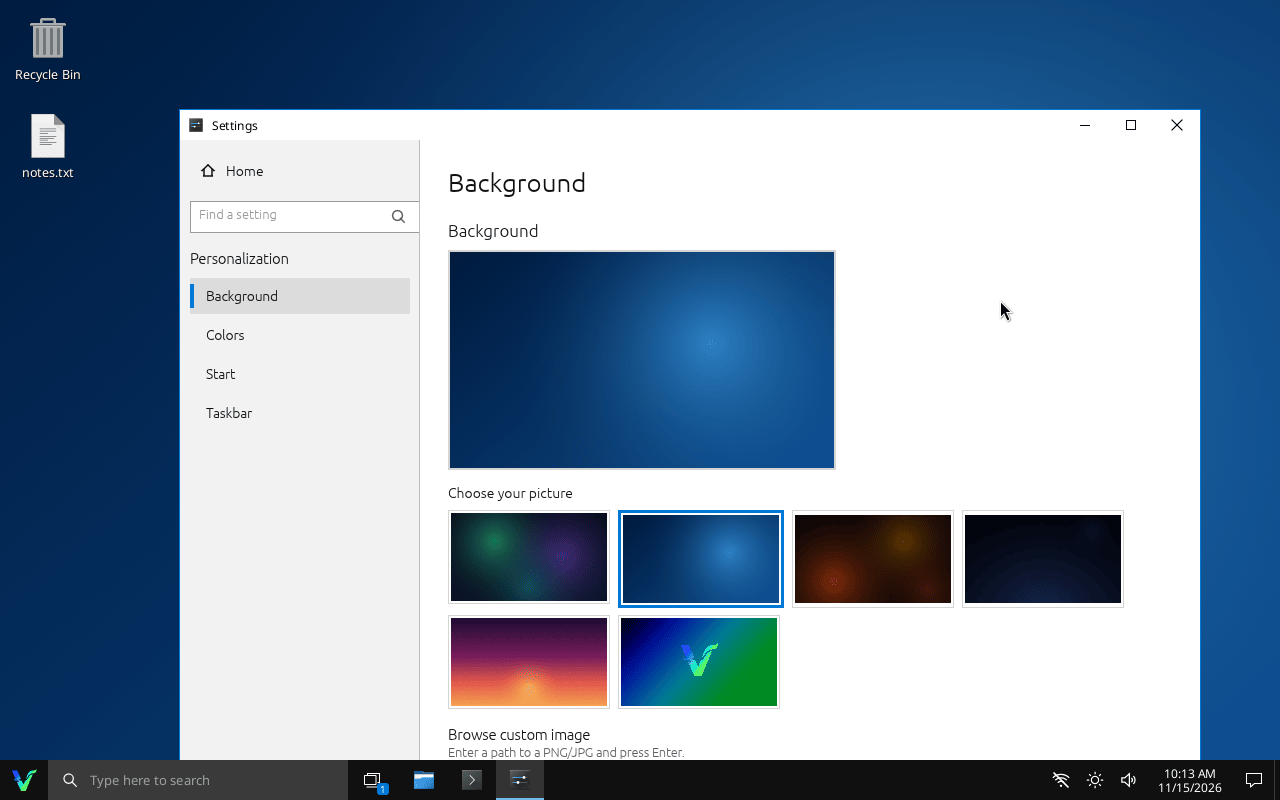 Recycle Bin
notes.txt
Settings
Home
Find a setting
Personalization
Background
Colors
Start
Taskbar
Background
Background
Choose your picture
Browse custom image
Enter a path to a PNG/JPG and press Enter.
Type here to search
1
10:13 AM
11/15/2026